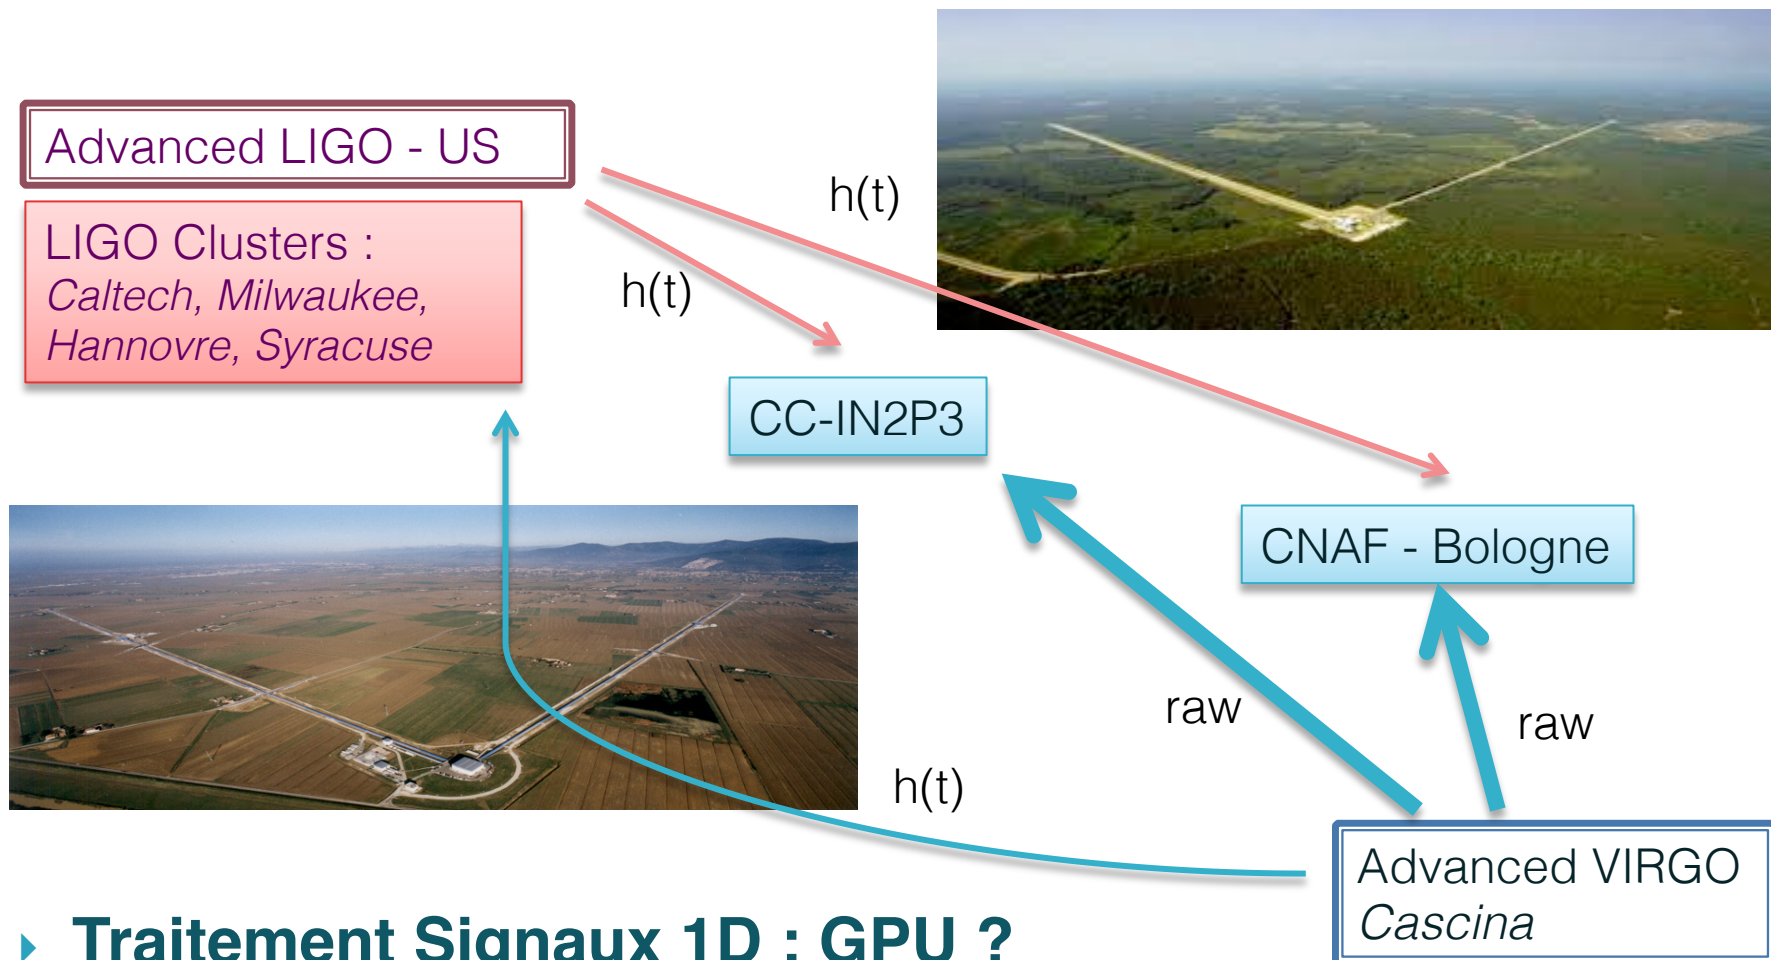 Advanced LIGO - US
LIGO Clusters :
Caltech, Milwaukee,
Hannovre, Syracuse
h(t)
h(t)
CC-IN2P3
CNAF - Bologne
raw
raw
h(t)
Advanced VIRGO
Cascina
Traitement Signaux 1D : GPU ?